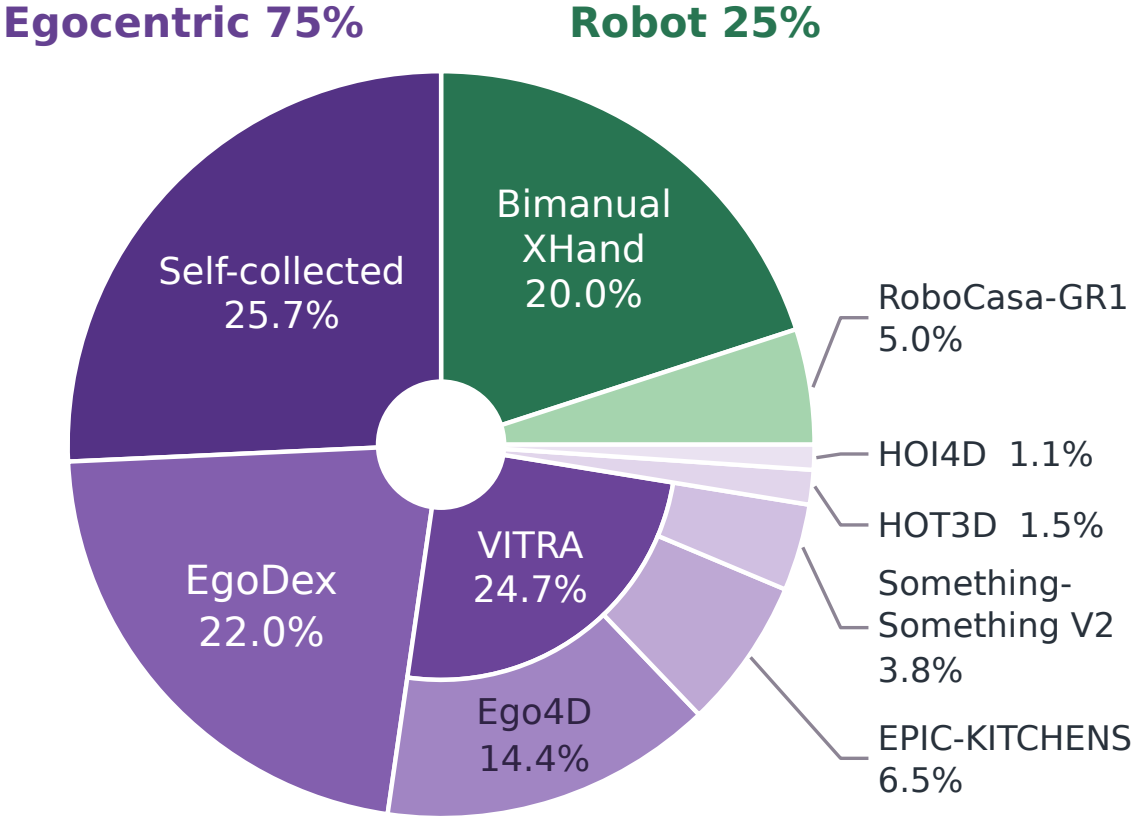 Egocentric 75%
Robot 25%
Bimanual
XHand
20.0%
Self-collected
25.7%
RoboCasa-GR1
5.0%
HOI4D 1.1%
HOT3D 1.5%
Something-
Something V2
3.8%
EPIC-KITCHENS
6.5%
VITRA
24.7%
EgoDex
22.0%
Ego4D
14.4%